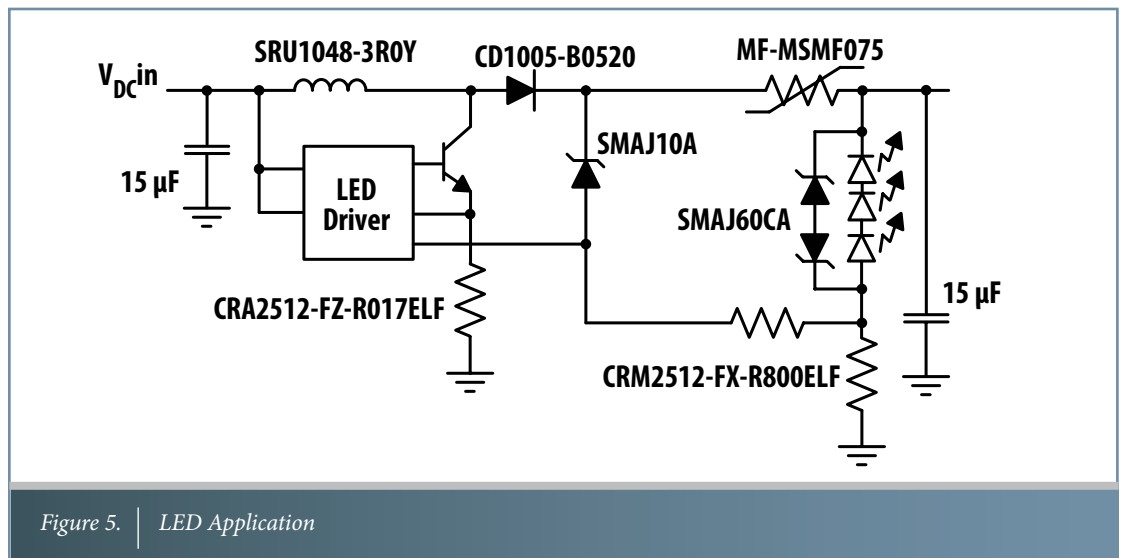 SRU1048-3R0Y
CD1005-B0520
MF-MSMF075
VDCin
SMAJ10A
15 µF
LED
Driver
SMAJ60CA
CRA2512-FZ-R017ELF
15 µF
CRM2512-FX-R800ELF
Figure 5. | LED Application